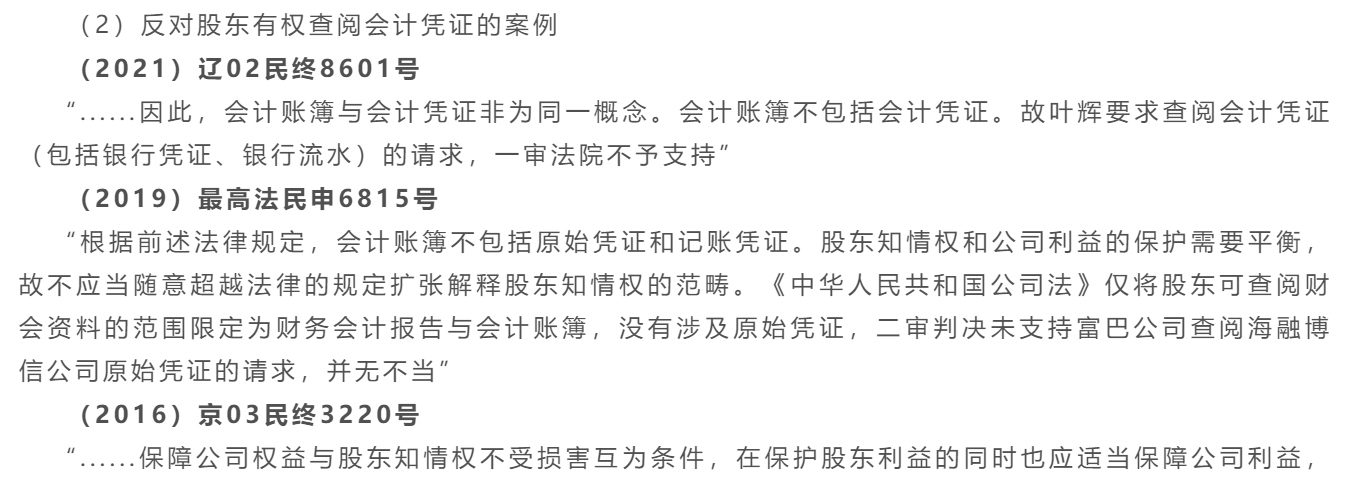 （2）反对股东有权查阅会计凭证的案例
（2021）辽02民终8601号
“......因此，会计账簿与会计凭证非为同一概念。会计账簿不包括会计凭证。故叶辉要求查阅会计凭证
（包括银行凭证、银行流水）的请求，一审法院不予支持”
（2019）最高法民申6815号
“根据前述法律规定，会计账簿不包括原始凭证和记账凭证。股东知情权和公司利益的保护需要平衡，
故不应当随意超越法律的规定扩张解释股东知情权的范畴。《中华人民共和国公司法》仅将股东可查阅财
会资料的范围限定为财务会计报告与会计账簿，没有涉及原始凭证，二审判决未支持富巴公司查阅海融博
信公司原始凭证的请求，并无不当”
（2016）京03民终3220号
“......保障公司权益与股东知情权不受损害互为条件，在保护股东利益的同时也应适当保障公司利益，